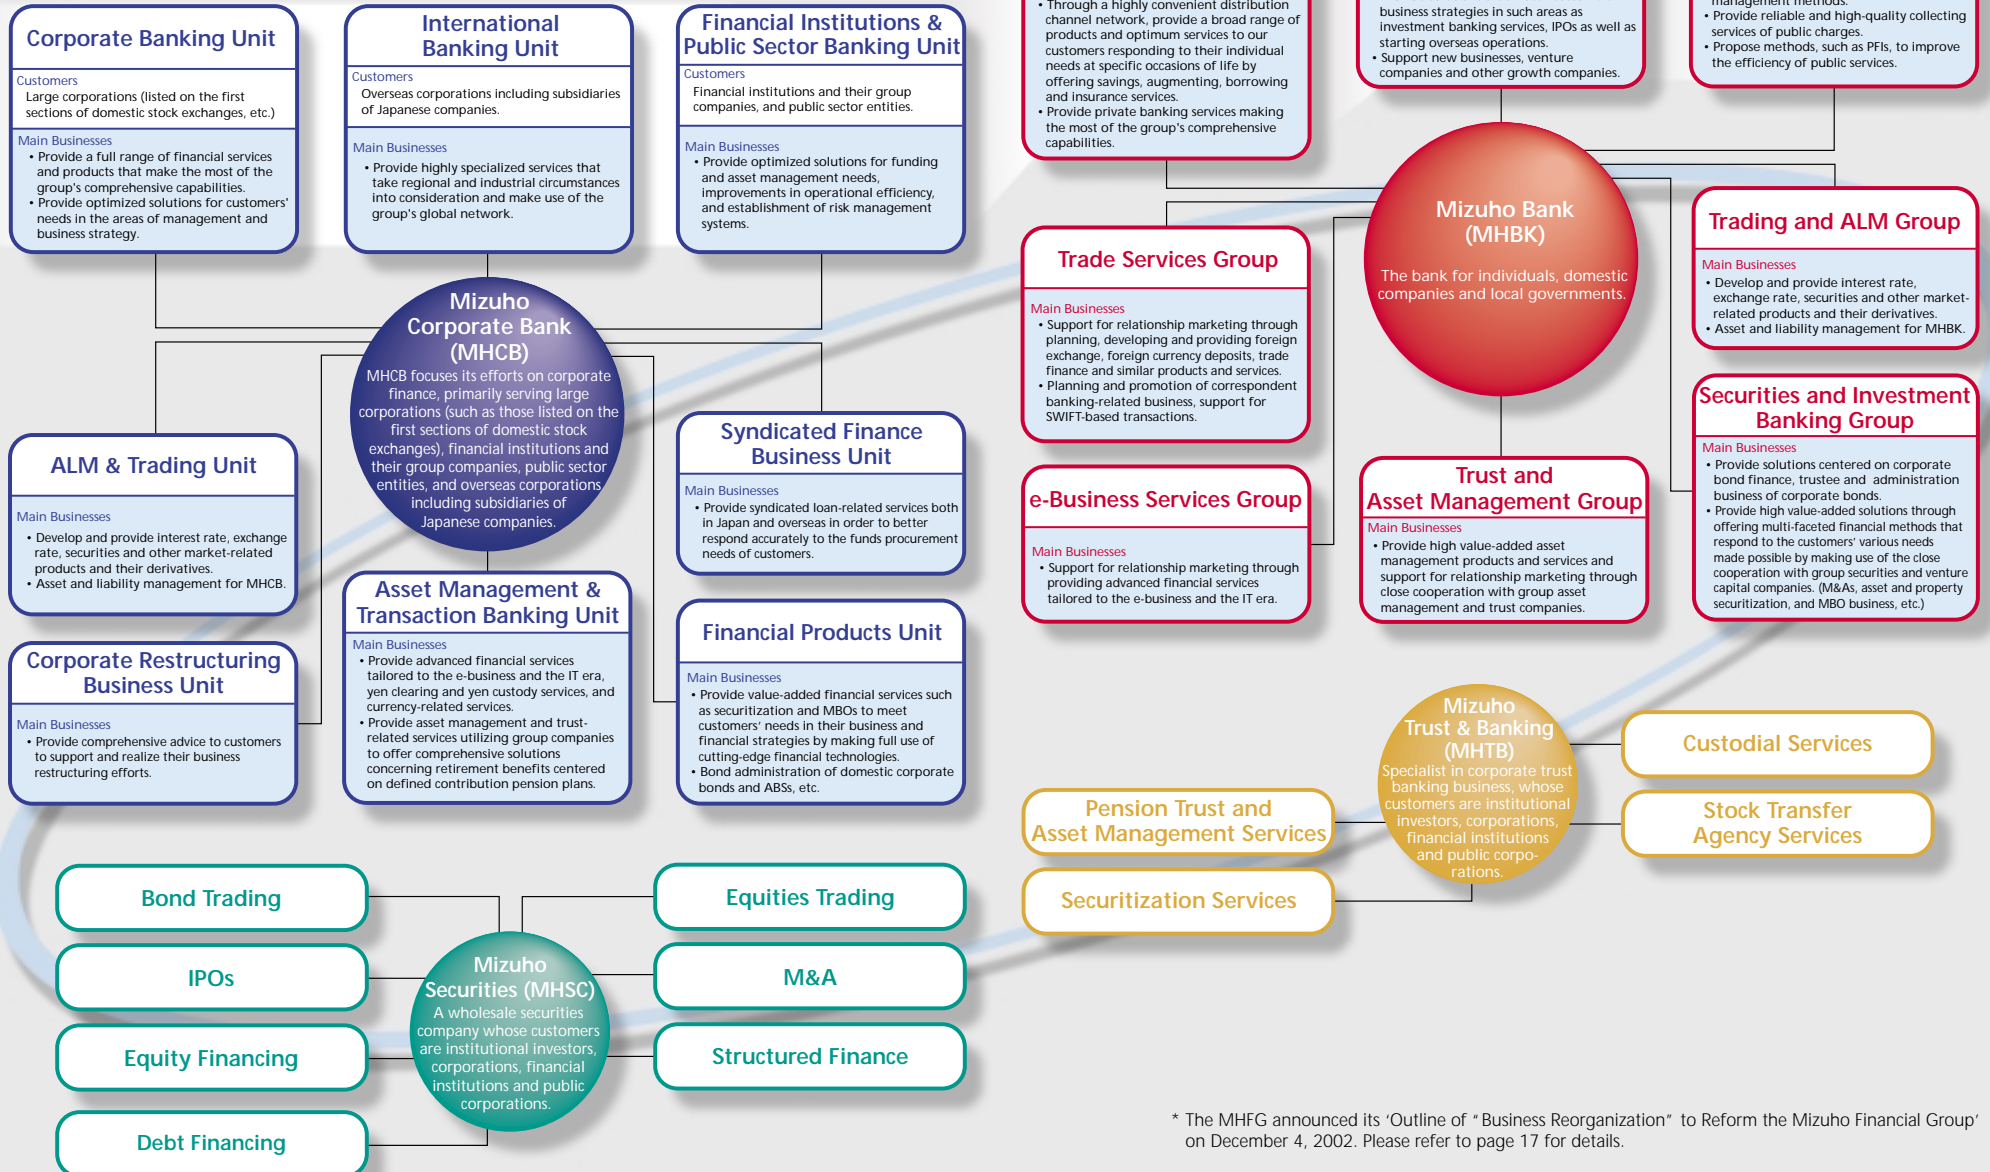 Corporate Banking Unit
Customers
Large corporations (listed on the first
sections of domestic stock exchanges, etc.)
Main Businesses
• Provide a full range of financial services
and products that make the most of the
group's comprehensive capabilities.
• Provide optimized solutions for customers'
needs in the areas of management and
business strategy.
International
Banking Unit
Customers
Overseas corporations including subsidiaries
of Japanese companies.
Main Businesses
• Provide highly specialized services that
take regional and industrial circumstances
into consideration and make use of the
group's global network.
Financial Institutions &
Public Sector Banking Unit
Customers
Financial institutions and their group
companies, and public sector entities.
Main Businesses
• Provide optimized solutions for funding
and asset management needs,
improvements in operational efficiency,
and establishment of risk management
systems.
Mizuho
Corporate Bank
(MHCB)
MHCB focuses its efforts on corporate
finance, primarily serving large
corporations (such as those listed on the
first sections of domestic stock
exchanges), financial institutions and
their group companies, public sector
entities, and overseas corporations
including subsidiaries of
Japanese companies.
ALM & Trading Unit
Main Businesses
• Develop and provide interest rate, exchange
rate, securities and other market-related
products and their derivatives.
• Asset and liability management for MHCB.
Corporate Restructuring
Business Unit
Main Businesses
• Provide comprehensive advice to customers
to support and realize their business
restructuring efforts.
Asset Management &
Transaction Banking Unit
Main Businesses
• Provide advanced financial services
tailored to the e-business and the IT era,
yen clearing and yen custody services, and
currency-related services.
• Provide asset management and trust-
related services utilizing group companies
to offer comprehensive solutions
concerning retirement benefits centered
on defined contribution pension plans.
Syndicated Finance
Business Unit
Main Businesses
• Provide syndicated loan-related services both
in Japan and overseas in order to better
respond accurately to the funds procurement
needs of customers.
Financial Products Unit
Main Businesses
• Provide value-added financial services such
as securitization and MBOs to meet
customers' needs in their business and
financial strategies by making full use of
cutting-edge financial technologies.
• Bond administration of domestic corporate
bonds and ABSs, etc.
Bond Trading
IPOs
Equity Financing
Debt Financing
Mizuho
Securities (MHSC)
A wholesale securities
company whose customers
are institutional investors,
corporations, financial
institutions and public
corporations.
Equities Trading
M&A
Structured Finance
• Through a highly convenient distribution
channel network, provide a broad range of
products and optimum services to our
customers responding to their individual
needs at specific occasions of life by
offering savings, augmenting, borrowing
and insurance services.
• Provide private banking services making
the most of the group's comprehensive
capabilities.
business strategies in such areas as
investment banking services, IPOs as well as
starting overseas operations.
• Support new businesses, venture
companies and other growth companies.
management methods.
• Provide reliable and high-quality collecting
services of public charges.
• Propose methods, such as PFIs, to improve
the efficiency of public services.
Mizuho Bank
(MHBK)
The bank for individuals, domestic
companies and local governments.
Trade Services Group
Main Businesses
• Support for relationship marketing through
planning, developing and providing foreign
exchange, foreign currency deposits, trade
finance and similar products and services.
• Planning and promotion of correspondent
banking-related business, support for
SWIFT-based transactions.
e-Business Services Group
Main Businesses
• Support for relationship marketing through
providing advanced financial services
tailored to the e-business and the IT era.
Trust and
Asset Management Group
Main Businesses
• Provide high value-added asset
management products and services and
support for relationship marketing through
close cooperation with group asset
management and trust companies.
Trading and ALM Group
Main Businesses
• Develop and provide interest rate,
exchange rate, securities and other market-
related products and their derivatives.
• Asset and liability management for MHBK.
Securities and Investment
Banking Group
Main Businesses
• Provide solutions centered on corporate
bond finance, trustee and administration
business of corporate bonds.
• Provide high value-added solutions through
offering multi-faceted financial methods that
respond to the customers' various needs
made possible by making use of the close
cooperation with group securities and venture
capital companies. (M&As, asset and property
securitization, and MBO business, etc.)
Mizuho
Trust & Banking
(MHTB)
Specialist in corporate trust
banking business, whose
customers are institutional
investors, corporations,
financial institutions
and public corpo-
rations.
Pension Trust and
Asset Management Services
Securitization Services
Custodial Services
Stock Transfer
Agency Services
* The MHFG announced its 'Outline of "Business Reorganization" to Reform the Mizuho Financial Group'
on December 4, 2002. Please refer to page 17 for details.